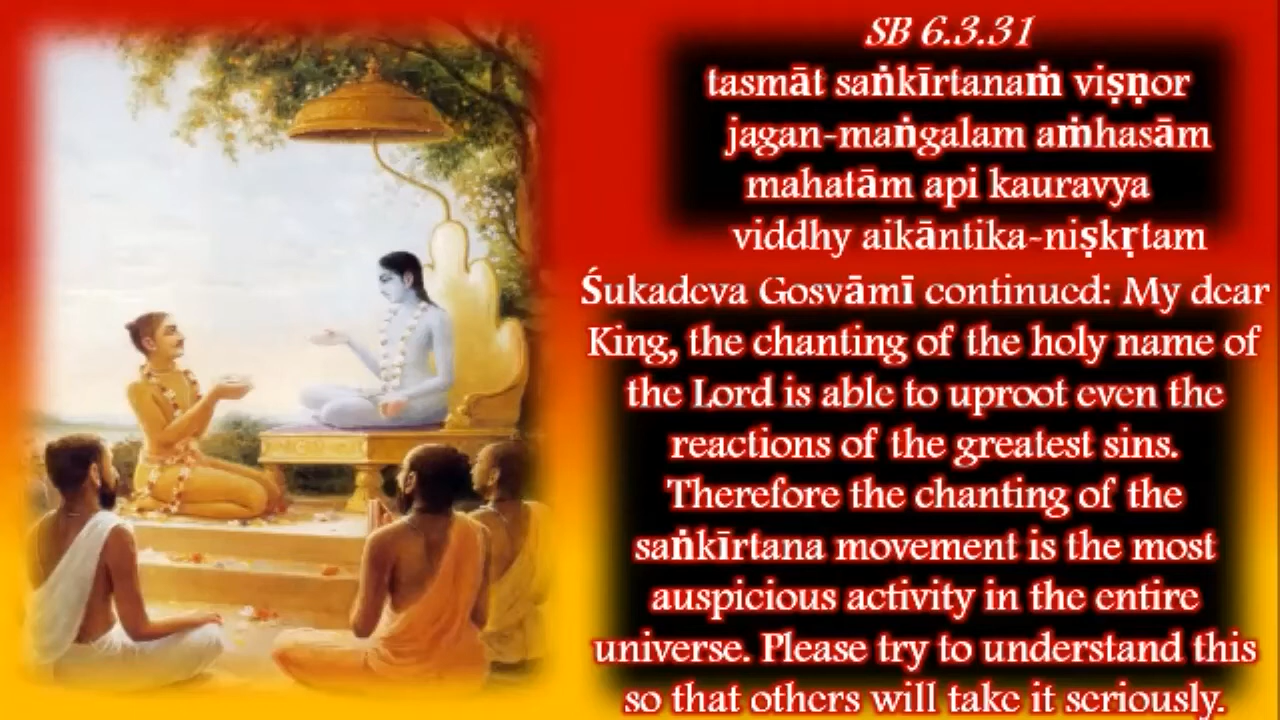 SB 6.3.31
tasmāt saṅkīrtanaṁ viṣṇor
jagan-maṅgalam aṁhasām
mahatām api kauravya
viddhy aikāntika-niṣkṛtam
Śukadeva Gosvāmī continued: My dear
King, the chanting of the holy name of
the Lord is able to uproot even the
reactions of the greatest sins.
Therefore the chanting of the
saṅkīrtana movement is the most
auspicious activity in the entire
universe. Please try to understand this
so that others will take it seriously.